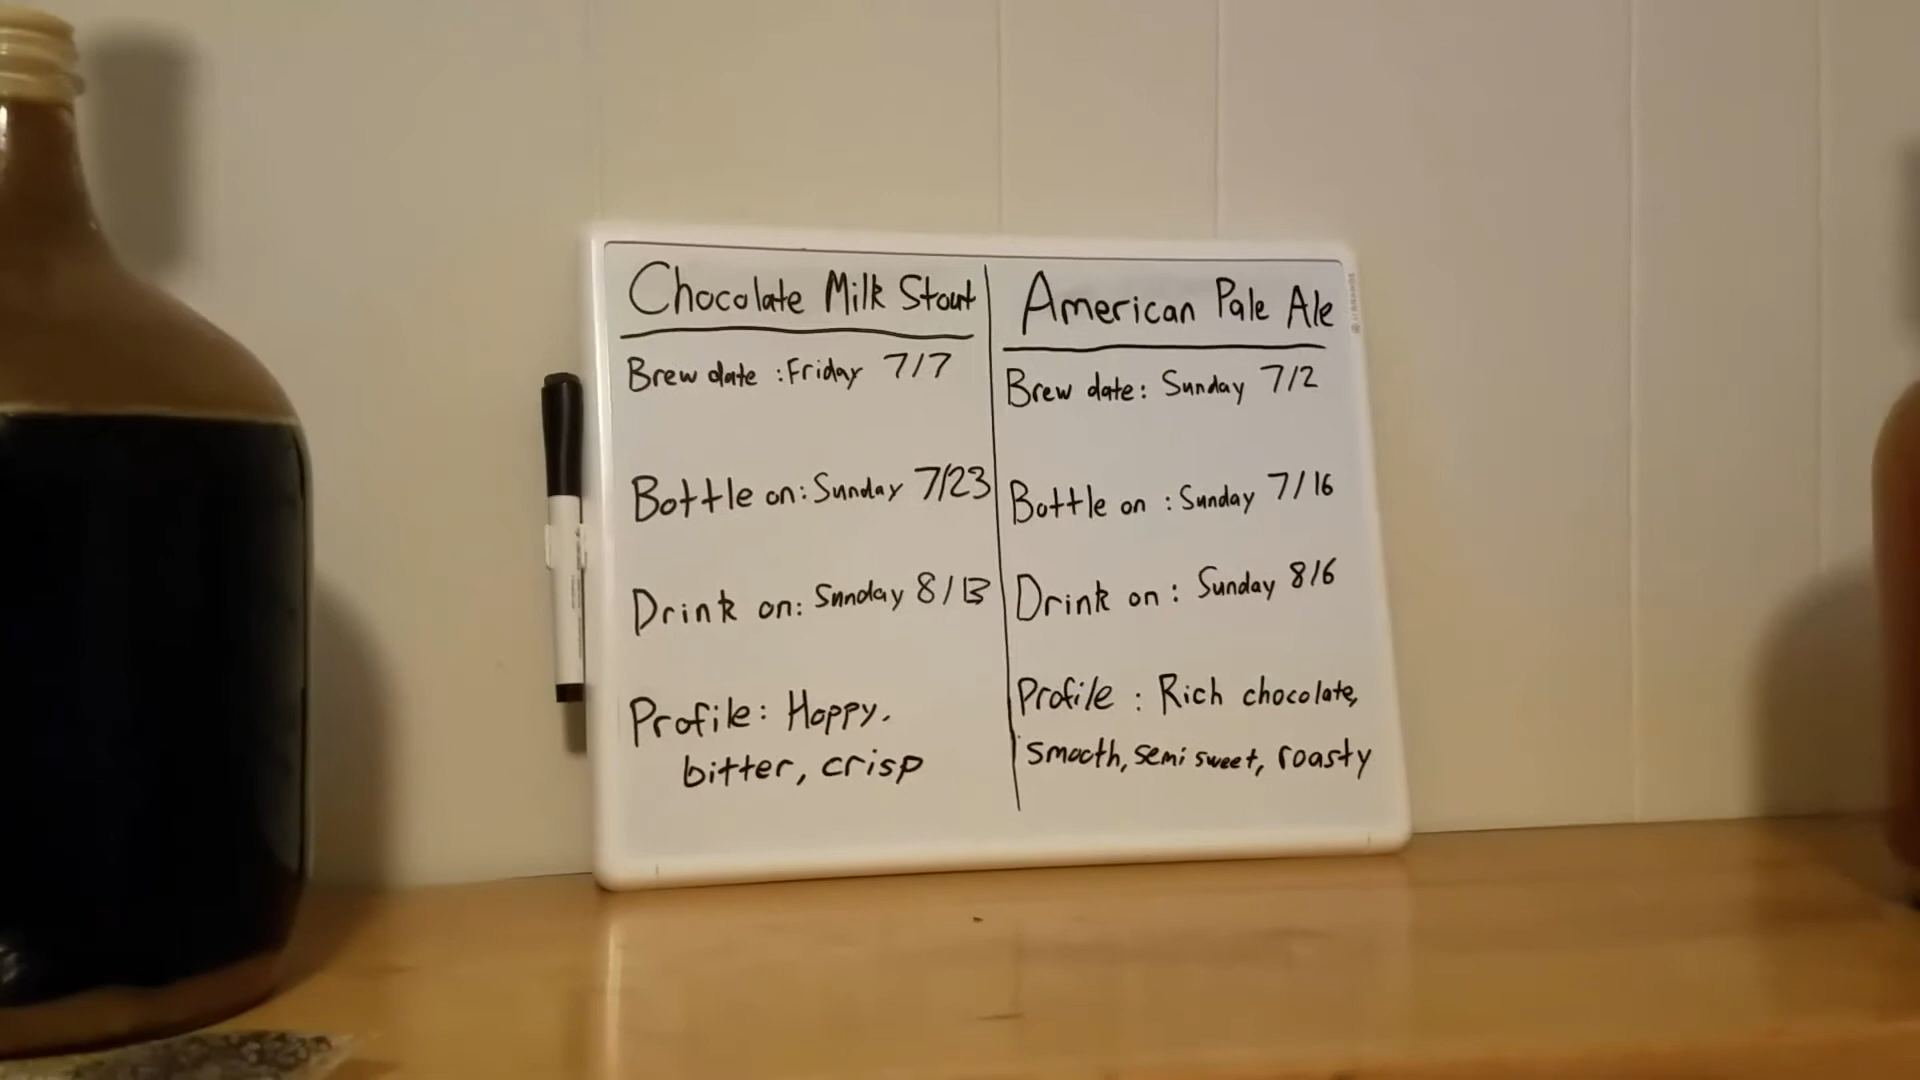 Chocolate Milk Stout
Brew date : Friday 7/7
Bottle on: Sunday 7/23
Drink on: Sunday 8/13
Profile: Hoppy.
bitter, crisp
American Pale Ale
Brew date: Sunday 7/2
Bottle on : Sunday 7/16
Drink on : Sunday 8/6
Profile : Rich chocolate,
smooth, semi sweet, roasty